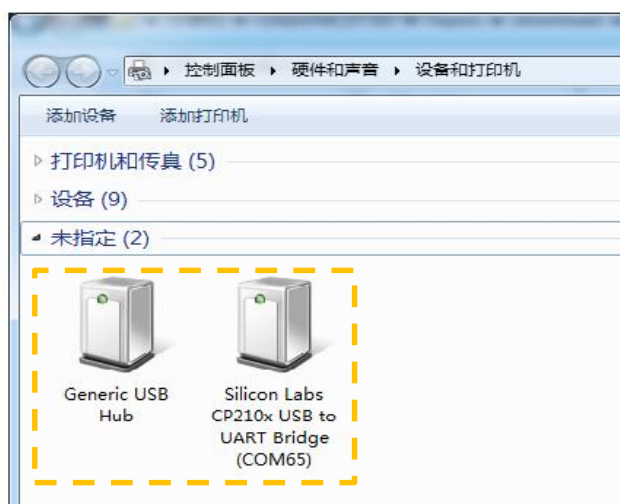 控制面板 ▸ 硬件和声音 ▸ 设备和打印机
添加设备 添加打印机
打印机和传真 (5)
设备 (9)
未指定 (2)
Generic USB
Hub
Silicon Labs
CP210x USB to
UART Bridge
(COM65)